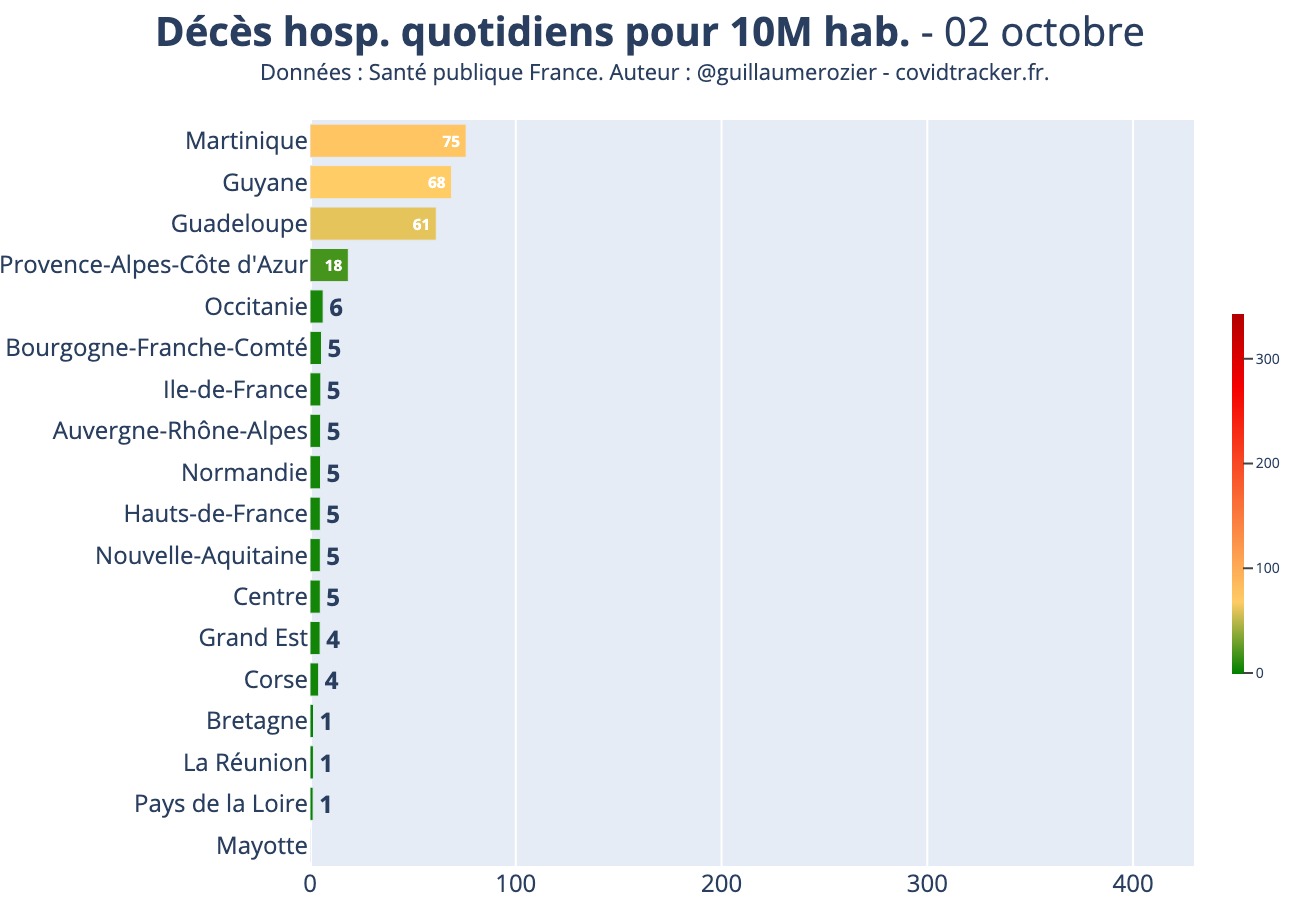 Décès hosp. quotidiens pour 10M hab. - 02 octobre
Données : Santé publique France. Auteur : @guillaumerozier - covidtracker.fr.
Martinique 75
Guyane 68
Guadeloupe 61
Provence-Alpes-Côte d'Azur 18
Occitanie 6
Bourgogne-Franche-Comté 5
Ile-de-France 5
Auvergne-Rhône-Alpes 5
Normandie 5
Hauts-de-France 5
Nouvelle-Aquitaine 5
Centre 5
Grand Est 4
Corse 4
Bretagne 1
La Réunion 1
Pays de la Loire 1
Mayotte
0 100 200 300 400
300
200
100
0